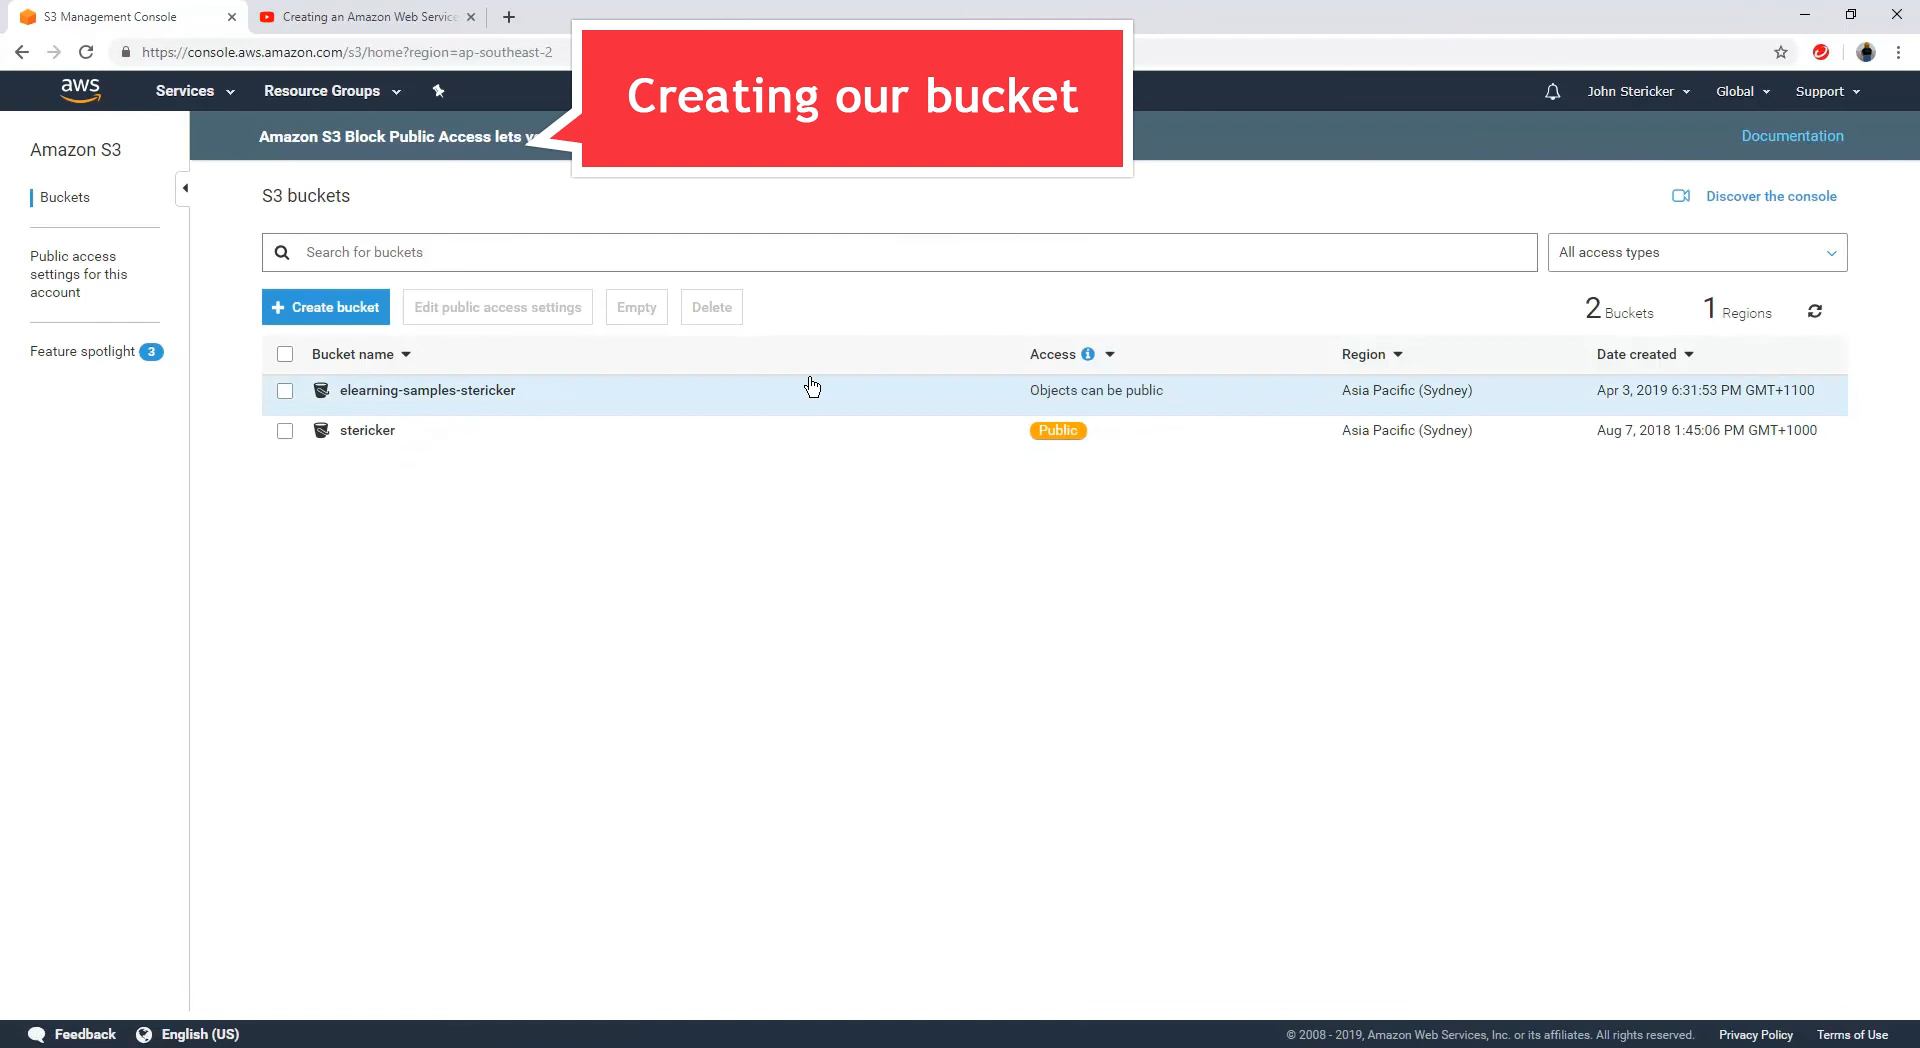 S3 Management Console
Creating an Amazon Web Service
https://console.aws.amazon.com/s3/home?region=ap-southeast-2
Creating our bucket
aws
Services
Resource Groups
John Stericker
Global
Support
Amazon S3 Block Public Access lets
Documentation
Amazon S3
Buckets
Public access
settings for this
account
Feature spotlight 3
S3 buckets
Discover the console
Search for buckets
All access types
Create bucket
Edit public access settings
Empty
Delete
2 Buckets
1 Regions
Bucket name
Access
Region
Date created
elearning-samples-stericker
Objects can be public
Asia Pacific (Sydney)
Apr 3, 2019 6:31:53 PM GMT+1100
stericker
Public
Asia Pacific (Sydney)
Aug 7, 2018 1:45:06 PM GMT+1000
Feedback
English (US)
© 2008 - 2019, Amazon Web Services, Inc. or its affiliates. All rights reserved.
Privacy Policy
Terms of Use